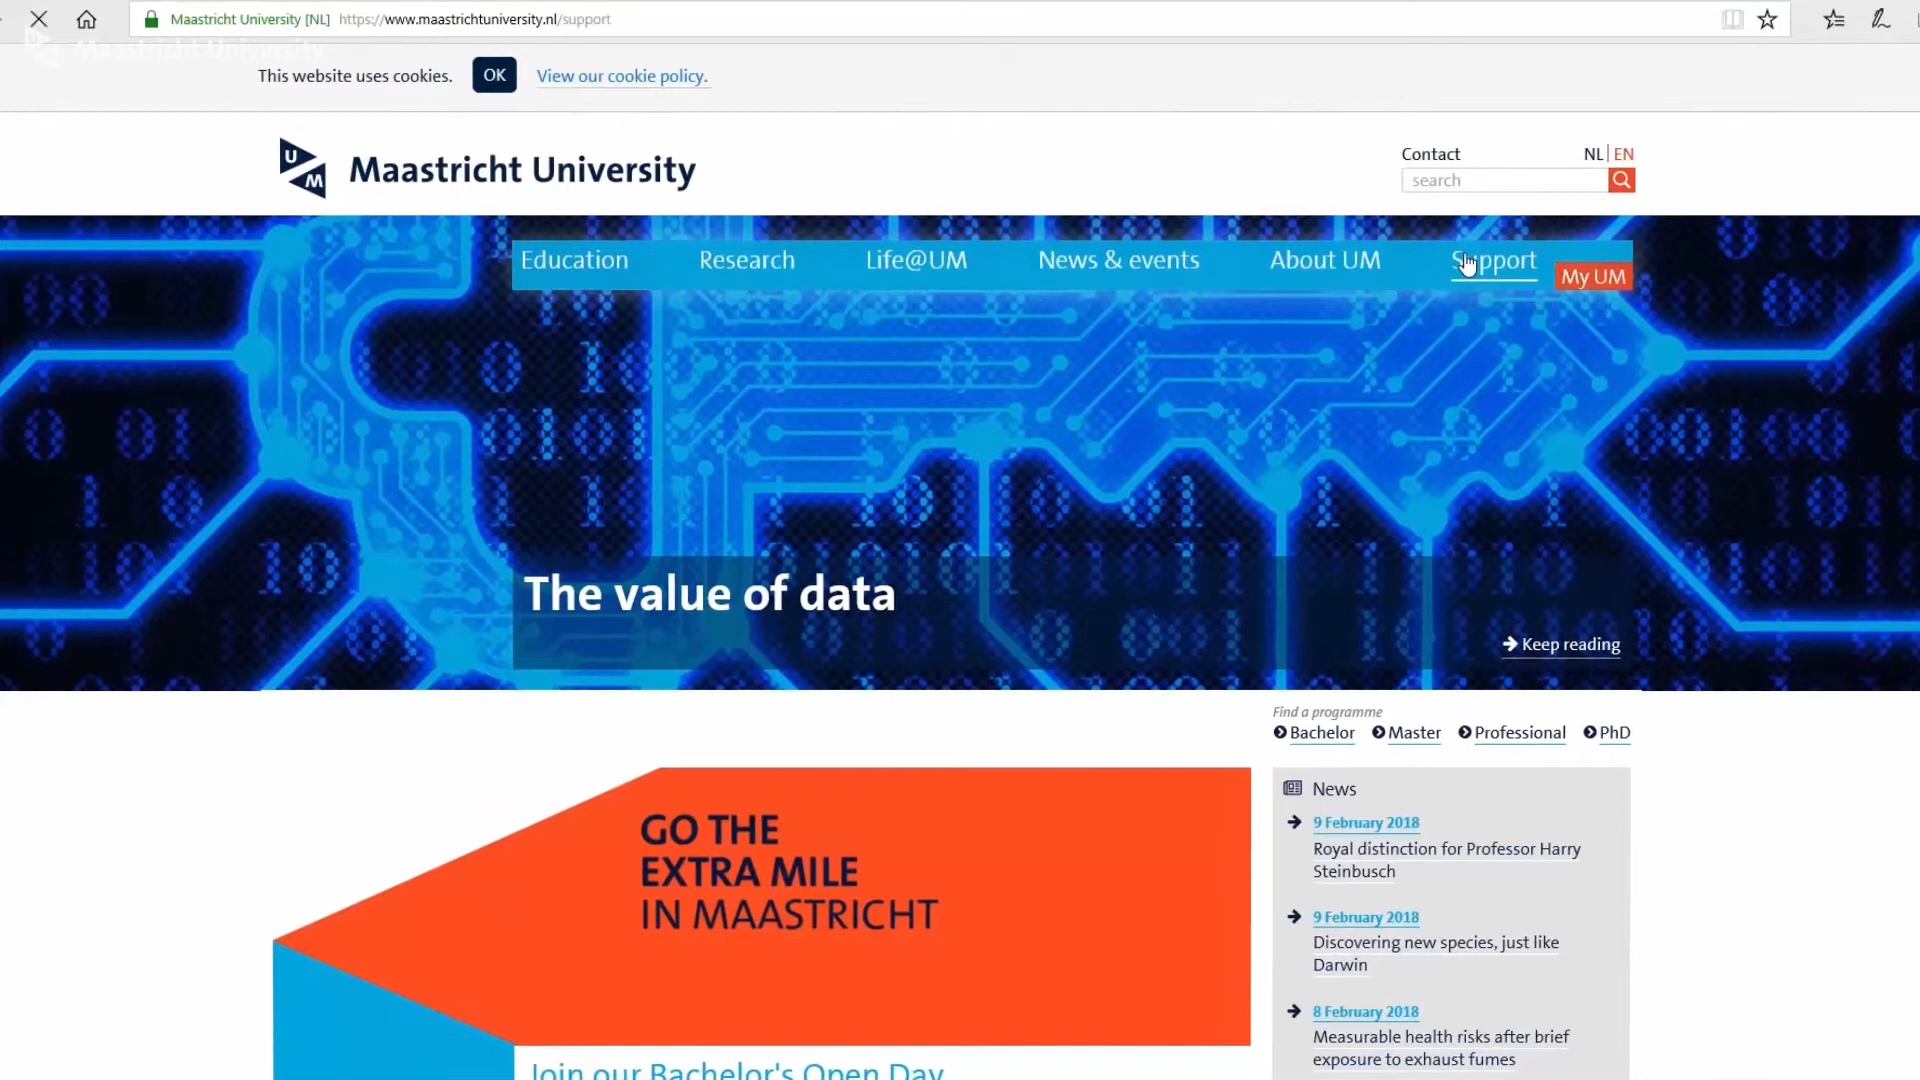 Maastricht University [NL] https://www.maastrichtuniversity.nl/support
Maastricht University
This website uses cookies. OK View our cookie policy.
UM Maastricht University
Contact NL | EN
search
Education Research Life@UM News & events About UM Support
My UM
The value of data
Keep reading
Find a programme
Bachelor Master Professional PhD
GO THE
EXTRA MILE
IN MAASTRICHT
Join our Bachelor's Open Day
News
9 February 2018
Royal distinction for Professor Harry
Steinbusch
9 February 2018
Discovering new species, just like
Darwin
8 February 2018
Measurable health risks after brief
exposure to exhaust fumes